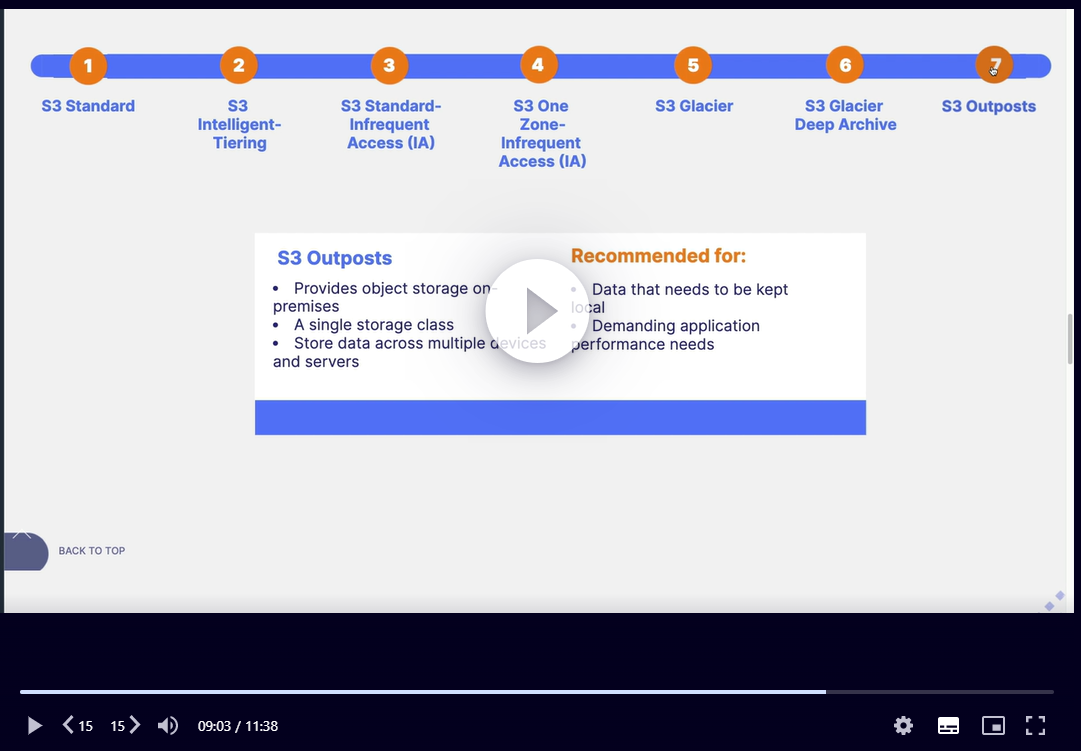 1 2 3 4 5 6 7
S3 Standard
S3
Intelligent-
Tiering
S3 Standard-
Infrequent
Access (IA)
S3 One
Zone-
Infrequent
Access (IA)
S3 Glacier
S3 Glacier
Deep Archive
S3 Outposts
S3 Outposts
• Provides object storage on-
premises
• A single storage class
• Store data across multiple devices
and servers
Recommended for:
• Data that needs to be kept
local
• Demanding application
performance needs
BACK TO TOP
15 15 09:03 / 11:38